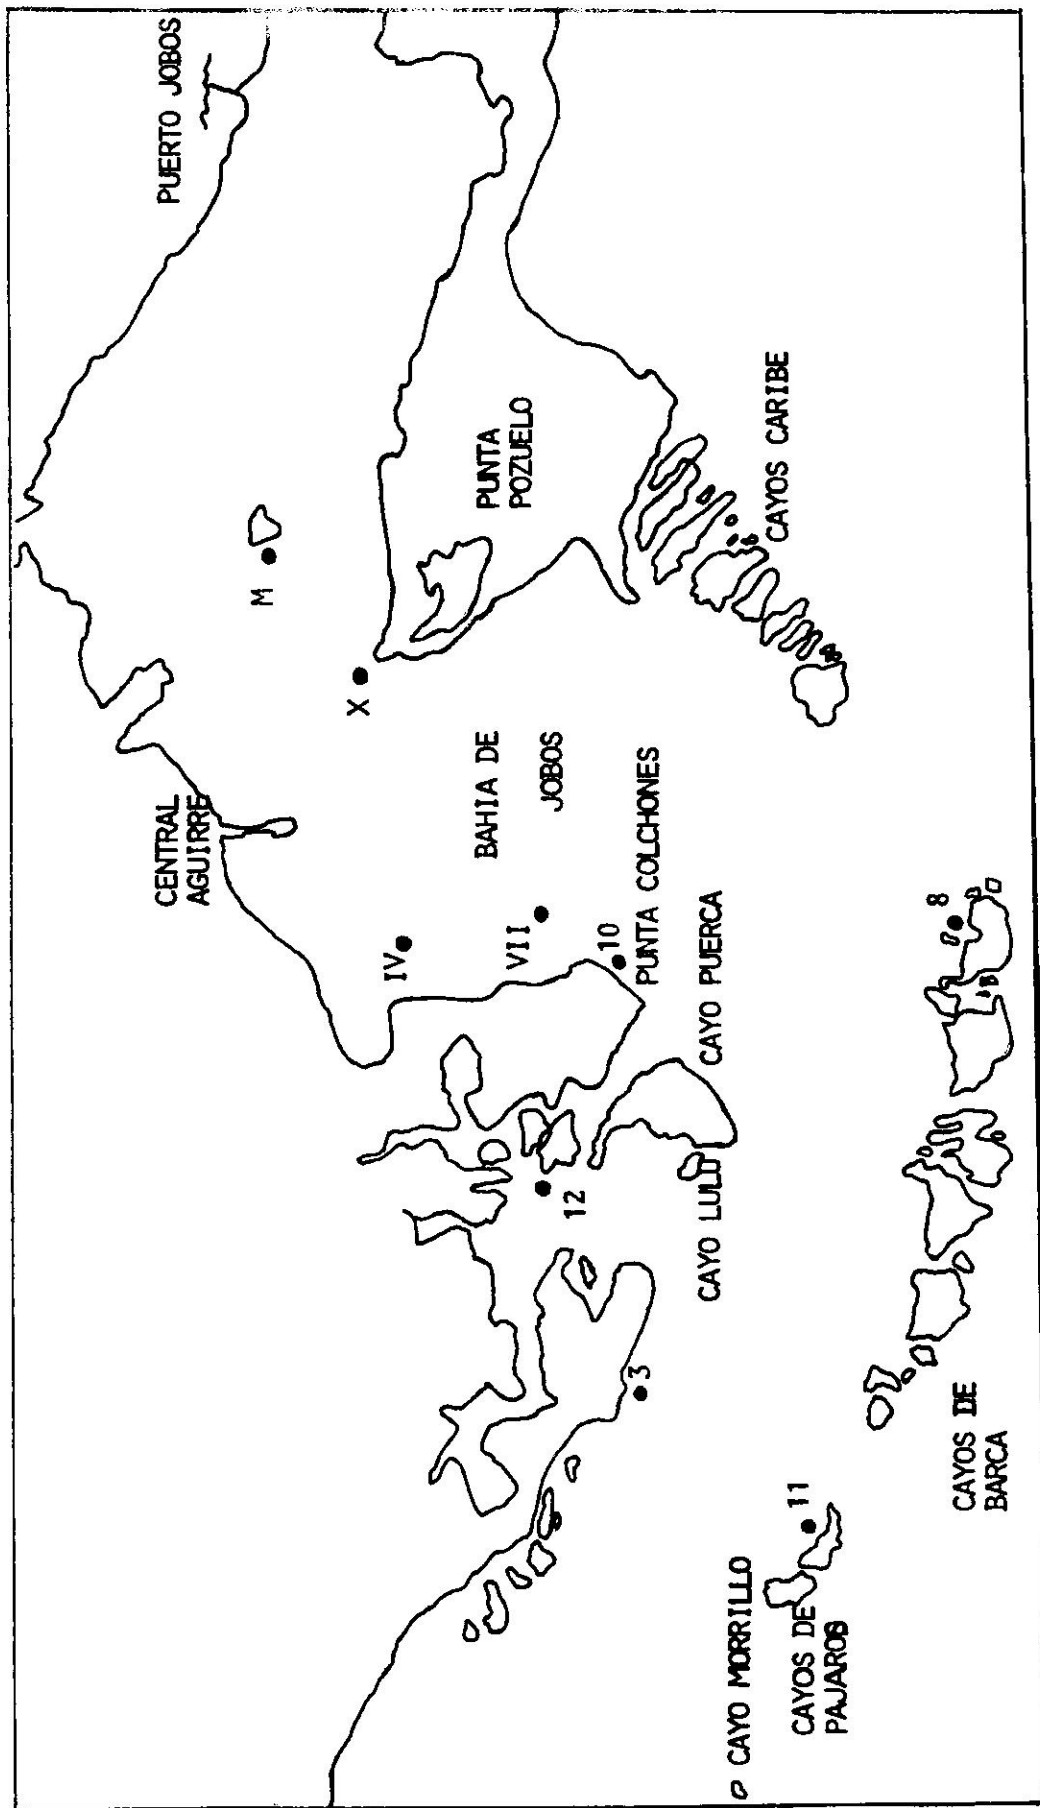 PUERTO JOBOS
CENTRAL
AGUIRRE
M
X
IV
VII
10
BAHIA DE
JOBOS
PUNTA
POZUELO
PUNTA COLCHONES
CAYO PUERCA
CAYOS CARIBE
12
CAYO LULU
3
8
11
CAYO MORRILLO
CAYOS DE
PAJAROS
CAYOS DE
BARCA